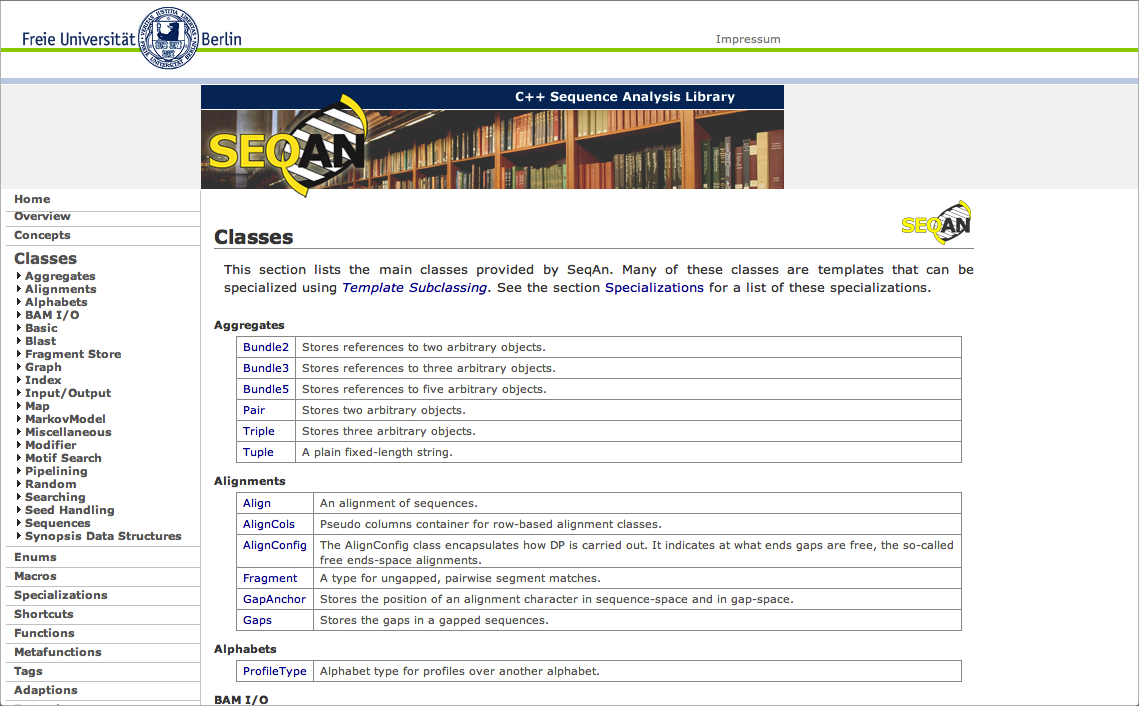 Freie Universität Berlin
Impressum
C++ Sequence Analysis Library
SEQAN
Home
Overview
Concepts
Classes
Aggregates
Alignments
Alphabets
BAM I/O
Basic
Blast
Fragment Store
Graph
Index
Input/Output
Map
MarkovModel
Miscellaneous
Modifier
Motif Search
Pipelining
Random
Searching
Seed Handling
Sequences
Synopsis Data Structures
Enums
Macros
Specializations
Shortcuts
Functions
Metafunctions
Tags
Adaptions
SEQAN
Classes
This section lists the main classes provided by SeqAn. Many of these classes are templates that can be
specialized using Template Subclassing. See the section Specializations for a list of these specializations.
Aggregates
Bundle2 Stores references to two arbitrary objects.
Bundle3 Stores references to three arbitrary objects.
Bundle5 Stores references to five arbitrary objects.
Pair Stores two arbitrary objects.
Triple Stores three arbitrary objects.
Tuple A plain fixed-length string.
Alignments
Align An alignment of sequences.
AlignCols Pseudo columns container for row-based alignment classes.
AlignConfig The AlignConfig class encapsulates how DP is carried out. It indicates at what ends gaps are free, the so-called
free ends-space alignments.
Fragment A type for ungapped, pairwise segment matches.
GapAnchor Stores the position of an alignment character in sequence-space and in gap-space.
Gaps Stores the gaps in a gapped sequences.
Alphabets
ProfileType Alphabet type for profiles over another alphabet.
BAM I/O